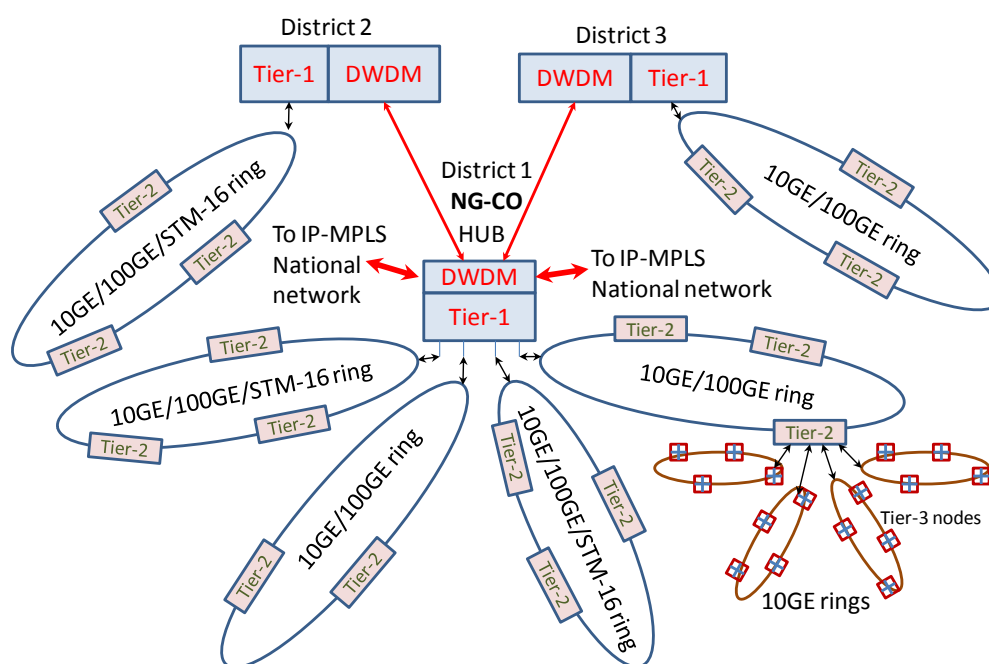 District 2
District 3
Tier-1
DWDM
DWDM
Tier-1
Tier-2
Tier-2
Tier-2
10GE/100GE/STM-16 ring
District 1
NG-CO
HUB
Tier-2
Tier-2
Tier-2
10GE/100GE ring
To IP-MPLS
National
network
DWDM
Tier-1
To IP-MPLS
National network
Tier-2
Tier-2
Tier-2
10GE/100GE/STM-16 ring
Tier-2
Tier-2
10GE/100GE ring
Tier-2
Tier-2
Tier-2
10GE/100GE ring
Tier-2
Tier-2
Tier-2
10GE/100GE/STM-16 ring
Tier-3 nodes
10GE rings